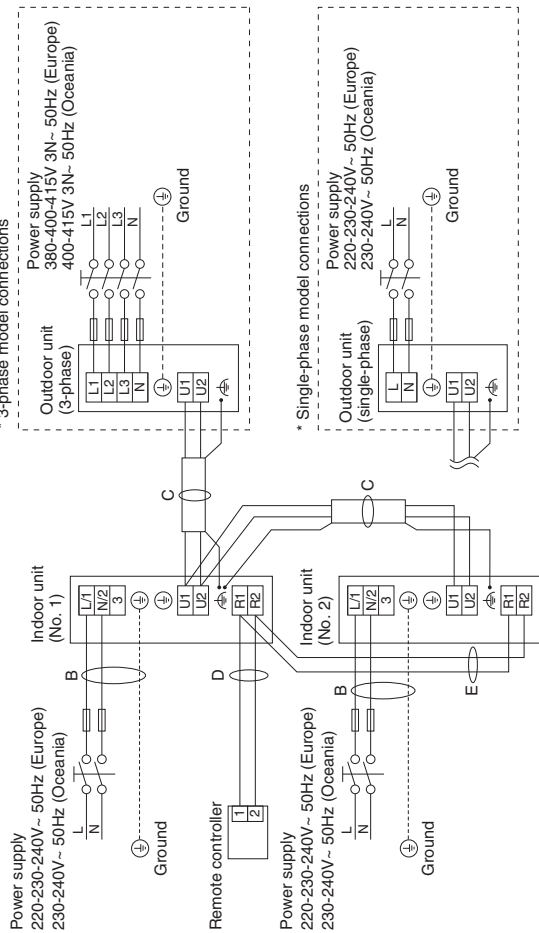 * 3-phase model connections
Power supply
380-400-415V 3N~ 50Hz (Europe)
400-415V 3N~ 50Hz (Oceania)
L1
L2
L3
N
Ground
Outdoor unit
(3-phase)
L1
L2
L3
N
U1
U2
* Single-phase model connections
Power supply
220-230-240V~ 50Hz (Europe)
230-240V~ 50Hz (Oceania)
L
N
Ground
Outdoor unit
(single-phase)
L
N
U1
U2
C
C
Indoor unit
(No. 1)
L/1
N/2
3
U1
U2
R1
R2
Indoor unit
(No. 2)
L/1
N/2
3
U1
U2
R1
R2
B
D
B
E
Power supply
220-230-240V~ 50Hz (Europe)
230-240V~ 50Hz (Oceania)
L
N
Ground
Remote controller
1
2
Power supply
220-230-240V~ 50Hz (Europe)
230-240V~ 50Hz (Oceania)
L
N
Ground